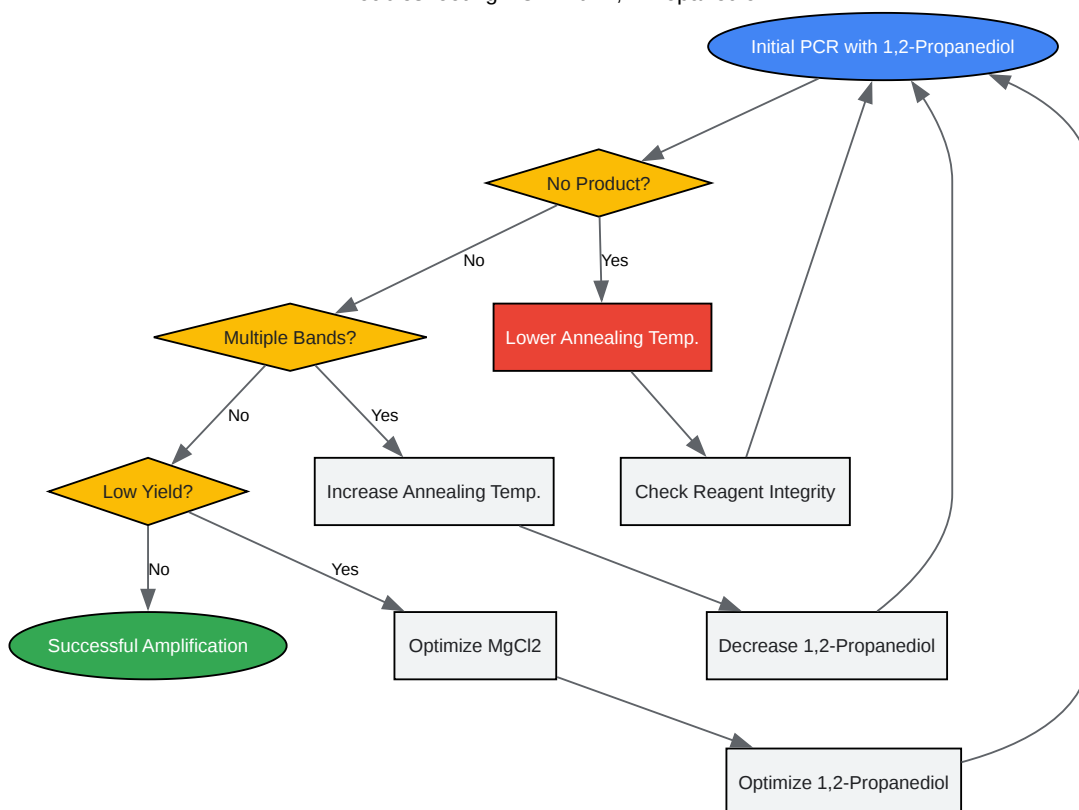 Initial PCR with 1,2-Propanediol
No Product?
No
Yes
Multiple Bands?
Lower Annealing Temp.
No
Yes
Low Yield?
Increase Annealing Temp.
Check Reagent Integrity
No
Yes
Successful Amplification
Optimize MgCl2
Decrease 1,2-Propanediol
Optimize 1,2-Propanediol